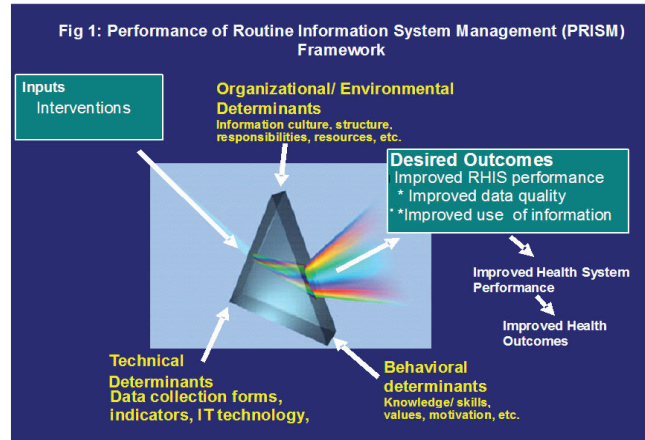 Fig 1: Performance of Routine Information System Management (PRISM)
Framework
Inputs
Interventions
Organizational/ Environmental
Determinants
Information culture, structure,
responsibilities, resources, etc.
Desired Outcomes
Improved RHIS performance
* Improved data quality
* *Improved use of information
Improved Health System
Performance
Improved Health
Outcomes
Technical
Determinants
Data collection forms,
indicators, IT technology,
Behavioral
determinants
Knowledge/ skills,
values, motivation, etc.